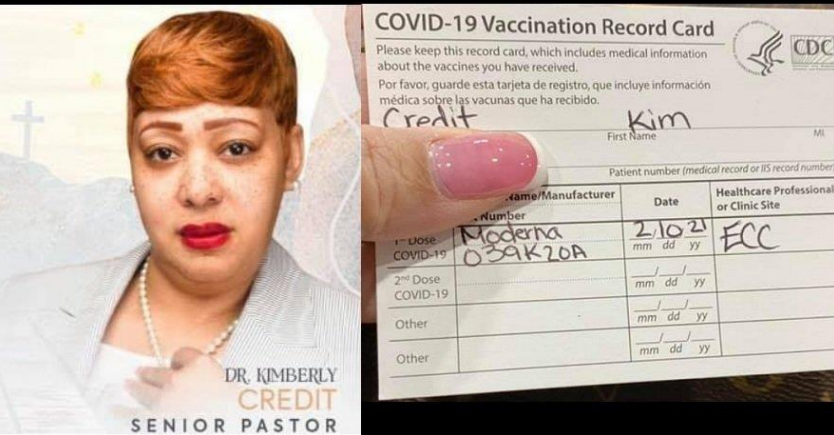 DR. KIMBERLY
CREDIT
SENIOR PASTOR
COVID-19 Vaccination Record Card
CDC
Please keep this record card, which includes medical information
about the vaccines you have received.
Por favor, guarde esta tarjeta de registro, que incluye información
médica sobre las vacunas que ha recibido.
Credit Kim
First Name MI
Patient number (medical record or IIS record number
Name/Manufacturer Date Healthcare Professional
Number or Clinic Site
1st Dose Moderna 2/10/21 ECC
COVID-19 039K20A mm dd yy
2nd Dose
COVID-19 mm dd yy
Other mm dd yy
Other mm dd yy